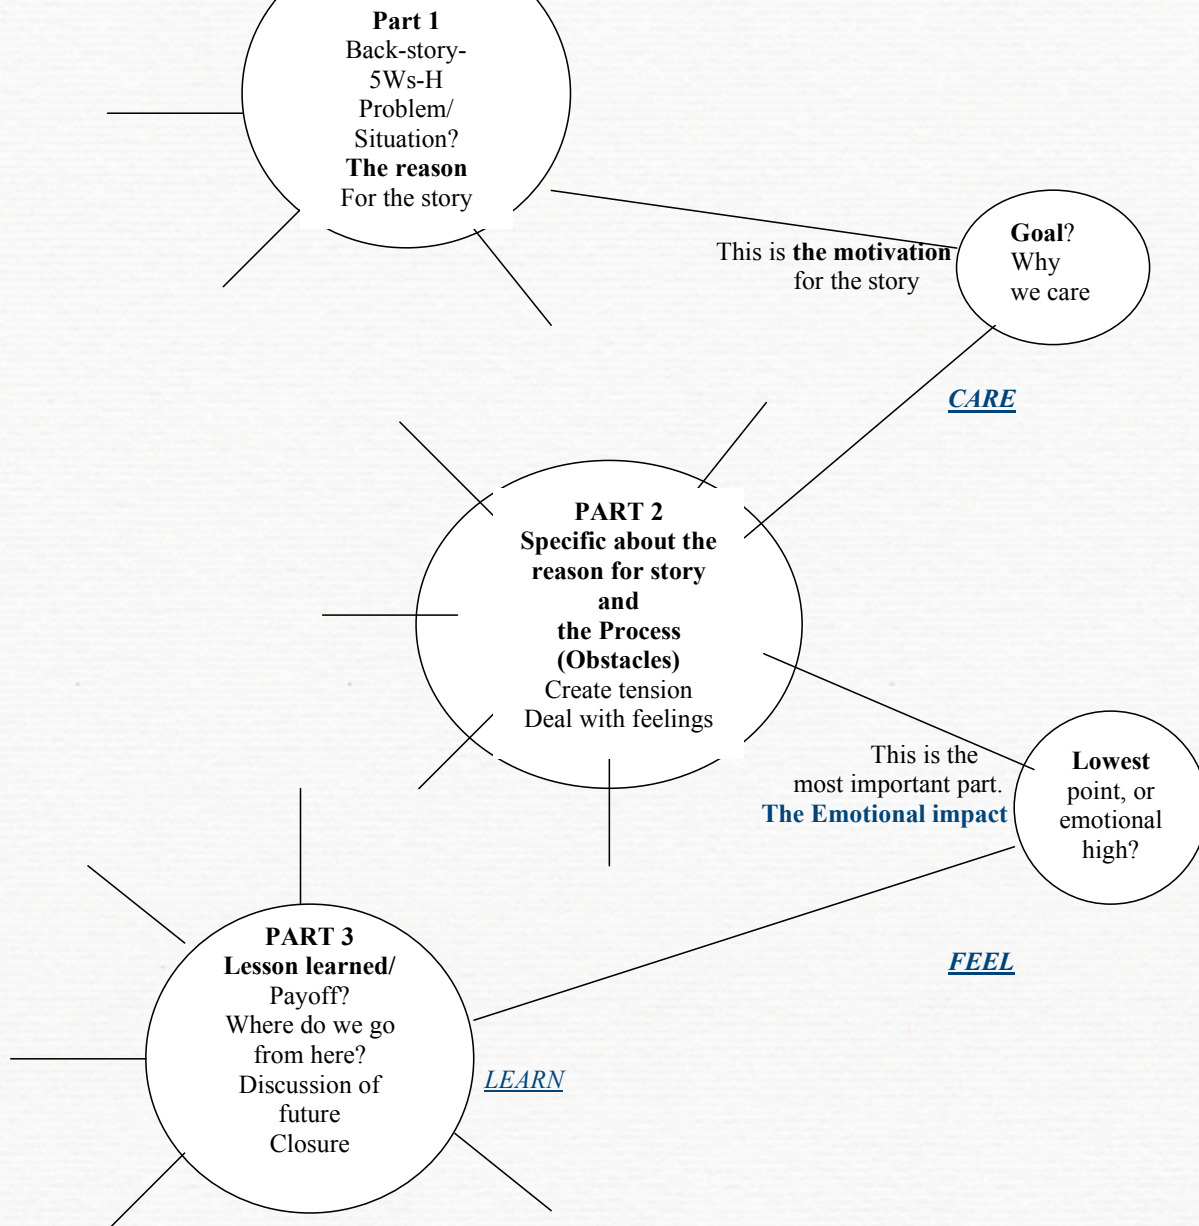 Part 1
Back-story-
5Ws-H
Problem/
Situation?
The reason
For the story
This is the motivation
for the story
Goal?
Why
we care
CARE
PART 2
Specific about the
reason for story
and
the Process
(Obstacles)
Create tension
Deal with feelings
This is the
most important part.
The Emotional impact
Lowest
point, or
emotional
high?
FEEL
PART 3
Lesson learned/
Payoff?
Where do we go
from here?
Discussion of
future
Closure
LEARN